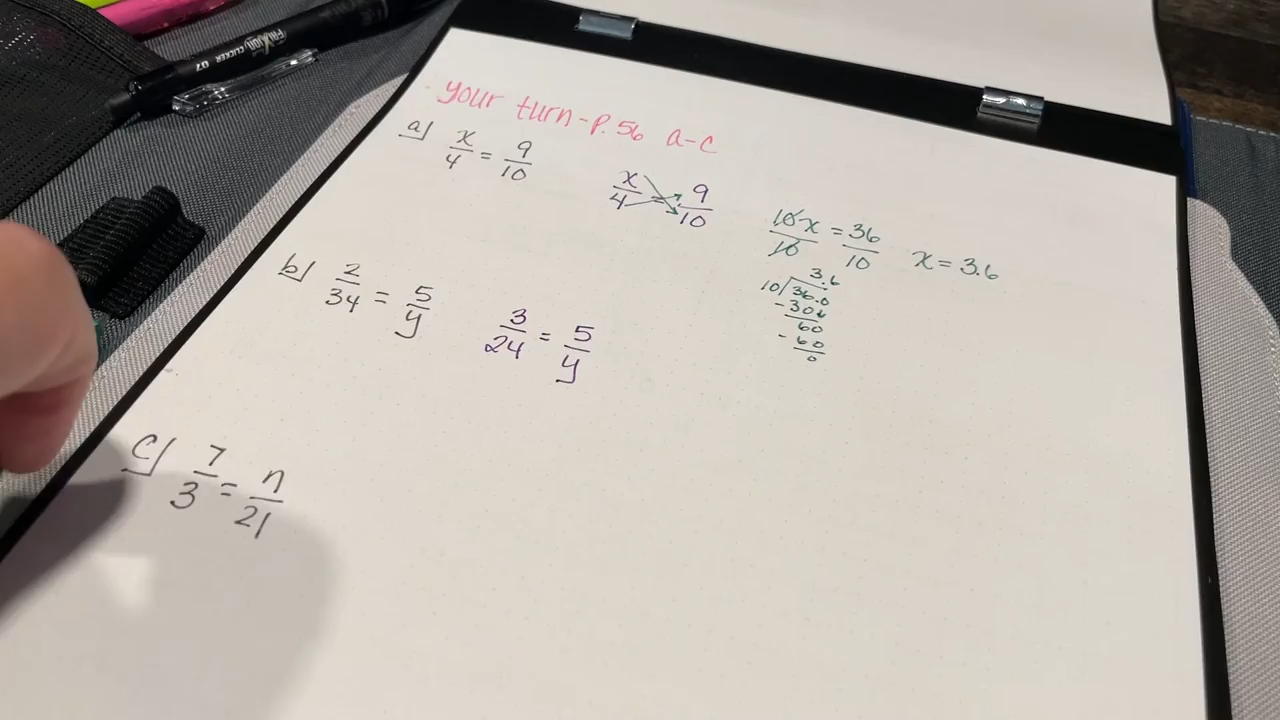 FRIXION CLICKER 07
your turn - P. 56 a-c
a) x/4 = 9/10
x/4 = 9/10
10x/10 = 36/10
x = 3.6
3.6
10)36.0
-30↓
60
-60
0
b) 2/34 = 5/y
3/24 = 5/y
c) 7/3 = n/21